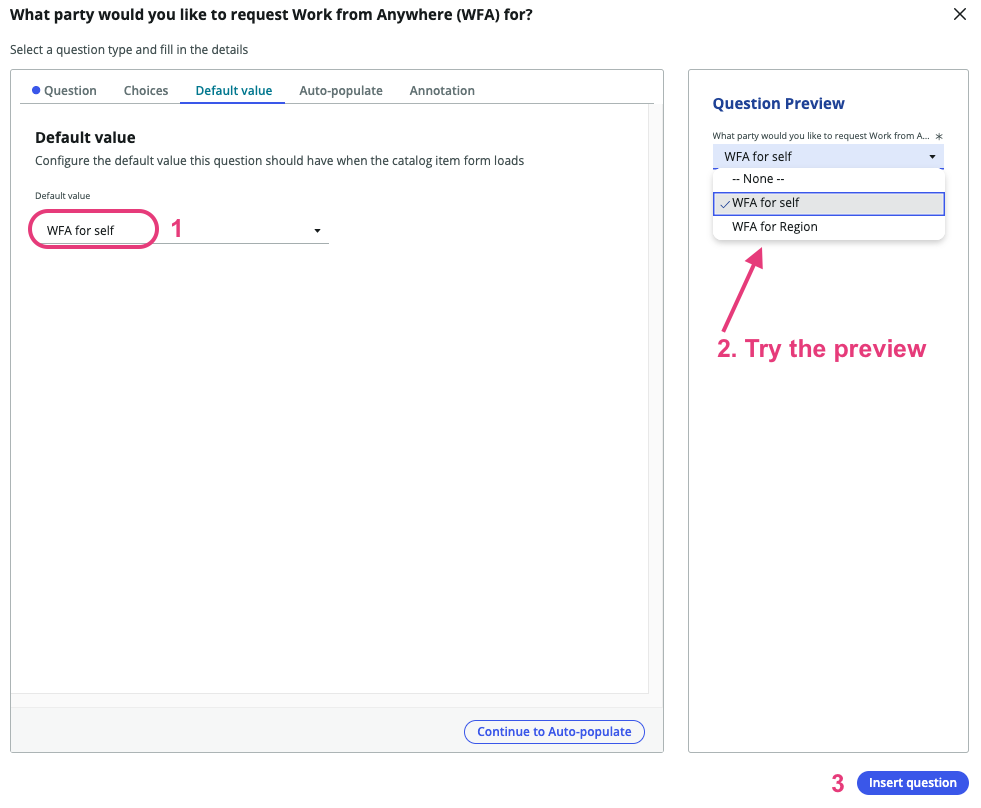 What party would you like to request Work from Anywhere (WFA) for?
Select a question type and fill in the details
Question Choices Default value Auto-populate Annotation
Default value
Configure the default value this question should have when the catalog item form loads
Default value
WFA for self 1
Continue to Auto-populate
Question Preview
What party would you like to request Work from A... *
WFA for self
-- None --
WFA for self
WFA for Region
2. Try the preview
3 Insert question